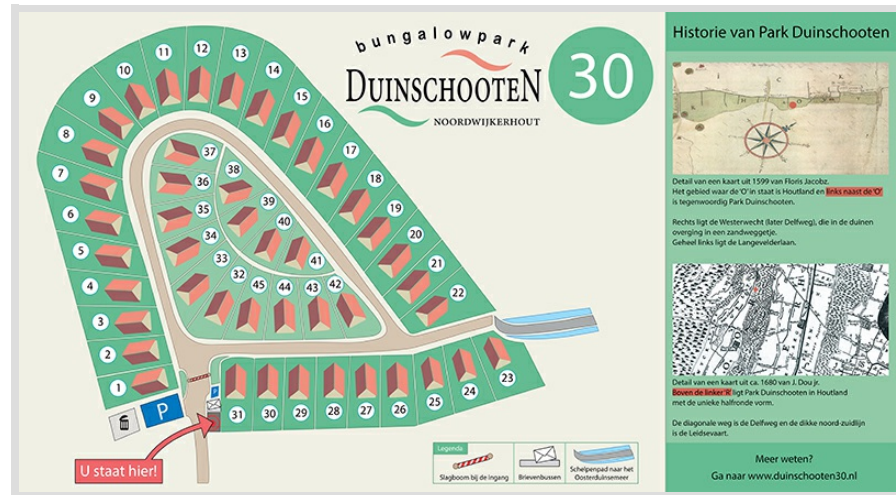 bungalowpark
DUINSCHOOTEN
NOORDWIJKERHOUT
30
1
2
3
4
5
6
7
8
9
10
11
12
13
14
15
16
17
18
19
20
21
22
23
24
25
26
27
28
29
30
31
32
33
34
35
36
37
38
39
40
41
42
43
44
45
P
P
U staat hier!
Legenda
Slagboom bij de ingang
Brievenbussen
Schelpenpad naar het
Oosterduinsemeer
Historie van Park Duinschooten
Detail van een kaart uit 1599 van Floris Jacobz.
Het gebied waar de 'O' in staat is Houtland en links naast de 'O'
is tegenwoordig Park Duinschooten.
Rechts ligt de Westerwecht (later Delfweg), die in de duinen
overging in een zandweggetje.
Geheel links ligt de Langevelderlaan.
Detail van een kaart uit ca. 1680 van J. Dou jr.
Boven de linker 'R' ligt Park Duinschooten in Houtland
met de unieke halfronde vorm.
De diagonale weg is de Delfweg en de dikke noord-zuidlijn
is de Leidsevaart.
Meer weten?
Ga naar www.duinschooten30.nl